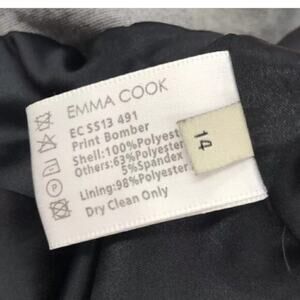 EMMA COOK
EC SS13 491
Print Bomber
Shell:100%Polyest
Others:63%Polyester
5%Spandex
Lining:98%Polyester
Dry Clean Only
14